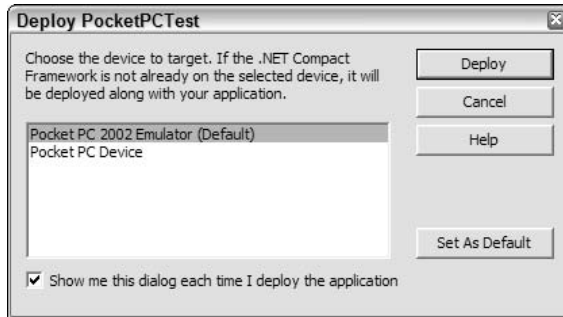 Deploy PocketPCTest
Choose the device to target. If the .NET Compact
Framework is not already on the selected device, it will
be deployed along with your application.
Deploy
Cancel
Help
Pocket PC 2002 Emulator (Default)
Pocket PC Device
Set As Default
Show me this dialog each time I deploy the application